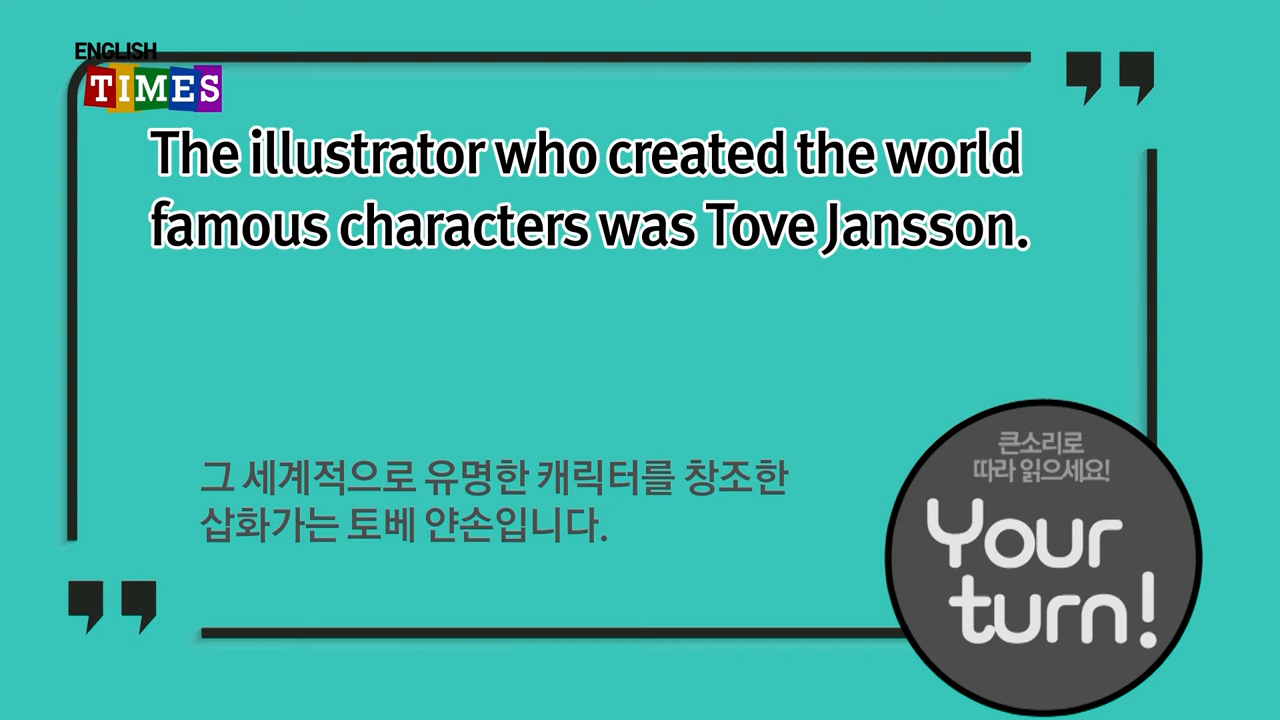 ENGLISH
TIMES
The illustrator who created the world
famous characters was Tove Jansson.
그 세계적으로 유명한 캐릭터를 창조한
삽화가는 토베 얀손입니다.
큰소리로
따라 읽으세요!
Your
turn!